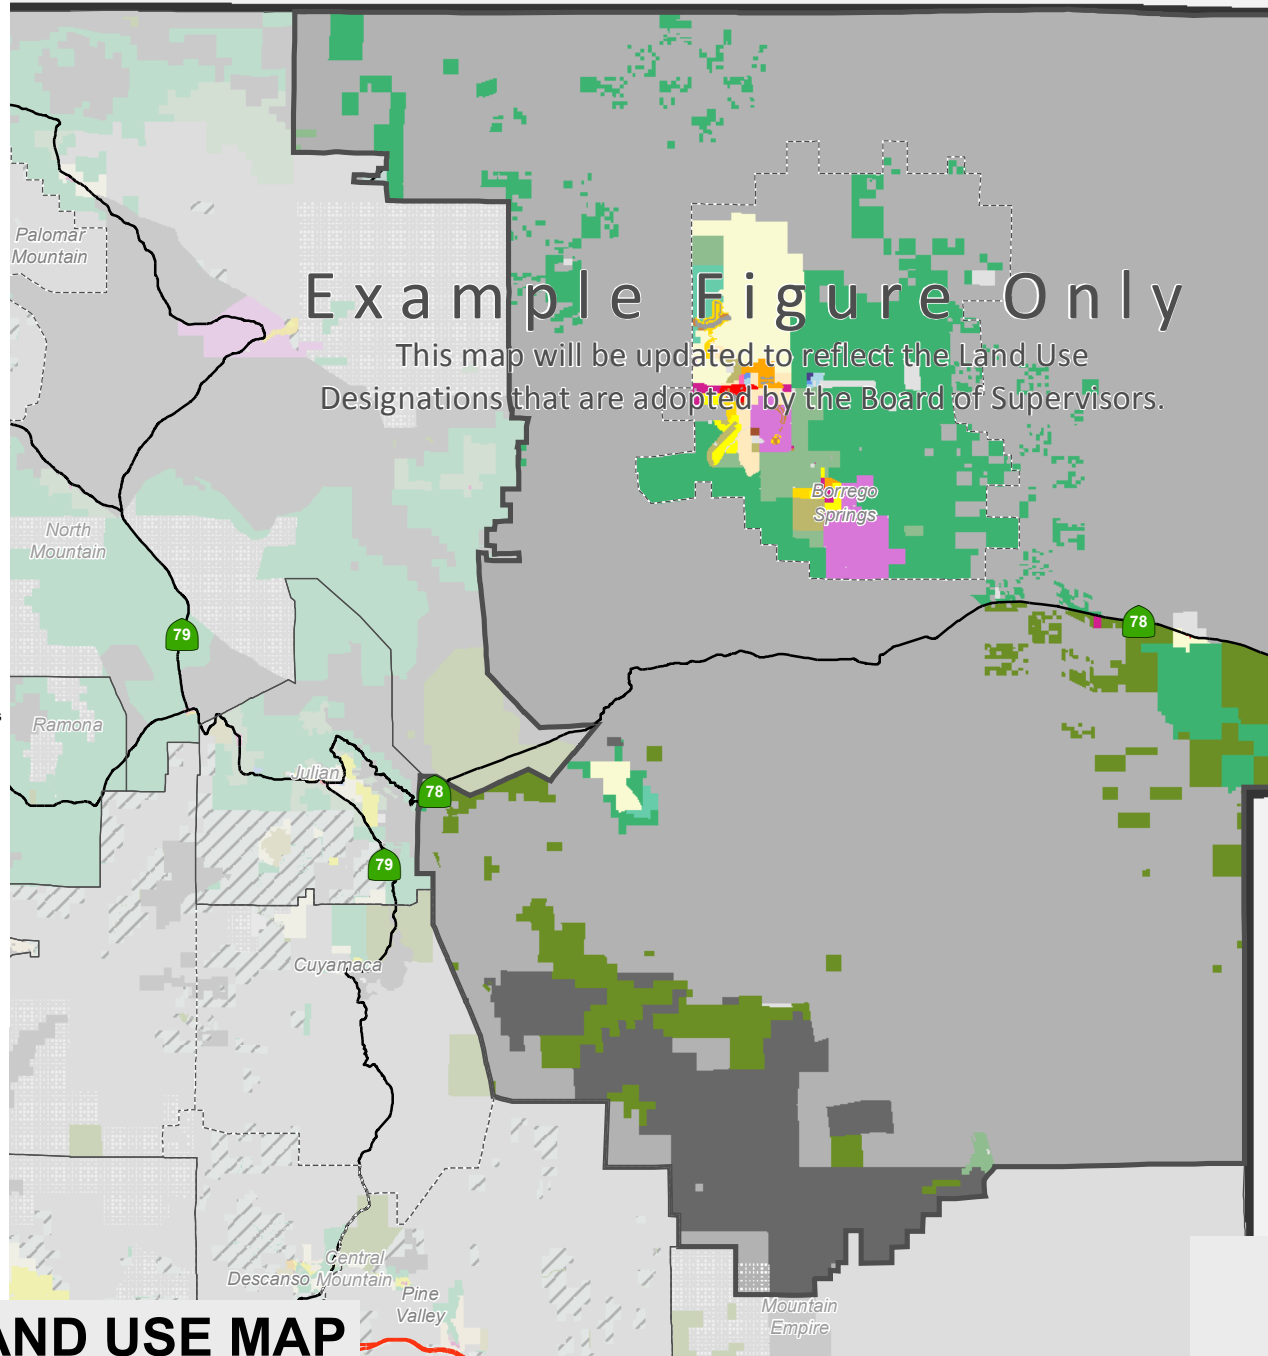 Palomar
Mountain
Example Figure Only
This map will be updated to reflect the Land Use
Designations that are adopted by the Board of Supervisors.
Borrego
Springs
North
Mountain
79
78
Ramona
Julian
78
79
Cuyamaca
Central
Mountain
Descanso
Pine
Valley
Mountain
Empire
AND USE MAP